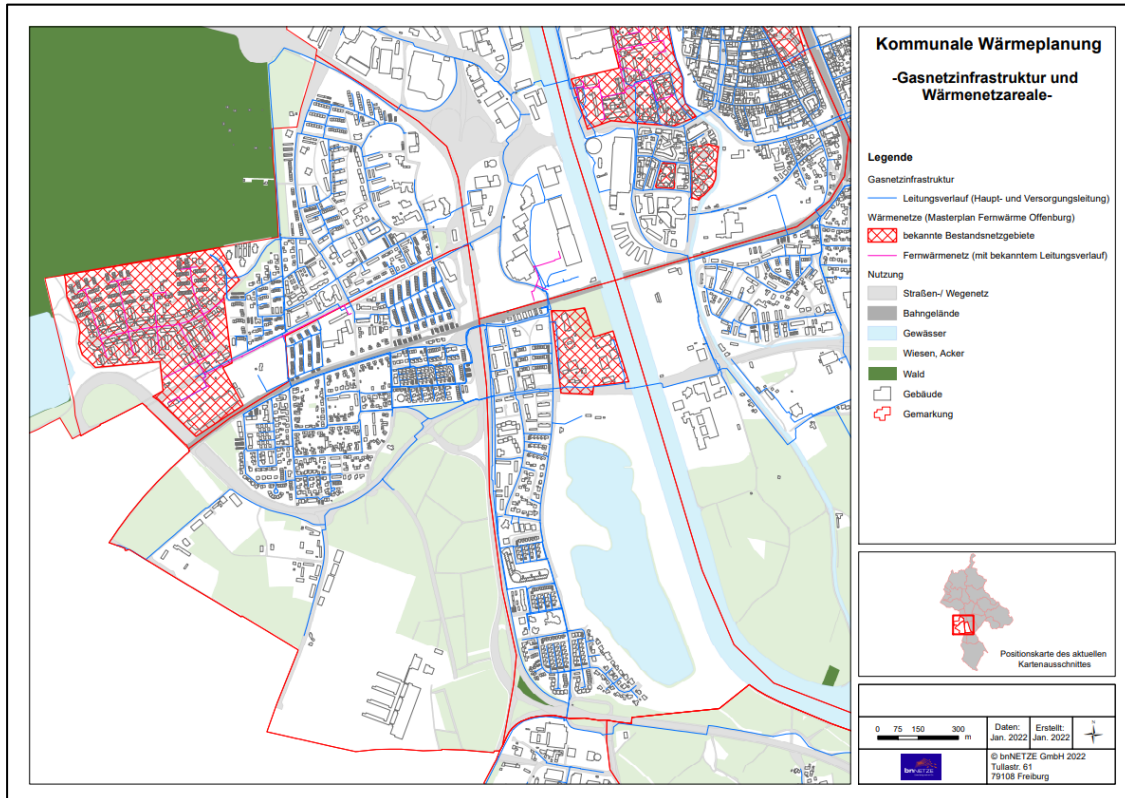 Kommunale Wärmeplanung
-Gasnetzinfrastruktur und
Wärmenetzareale-
Legende
Gasnetzinfrastruktur
Leitungsverlauf (Haupt- und Versorgungsleitung)
Wärmenetze (Masterplan Fernwärme Offenburg)
bekannte Bestandsnetzgebiete
Fernwärmenetz (mit bekanntem Leitungsverlauf)
Nutzung
Straßen-/ Wegenetz
Bahngelände
Gewässer
Wiesen, Acker
Wald
Gebäude
Gemarkung
Positionskarte des aktuellen
Kartenausschnittes
0 75 150 300
m
Daten:
Jan. 2022
Erstellt:
Jan. 2022
N
bnNETZE
© bnNETZE GmbH 2022
Tullastr. 61
79108 Freiburg